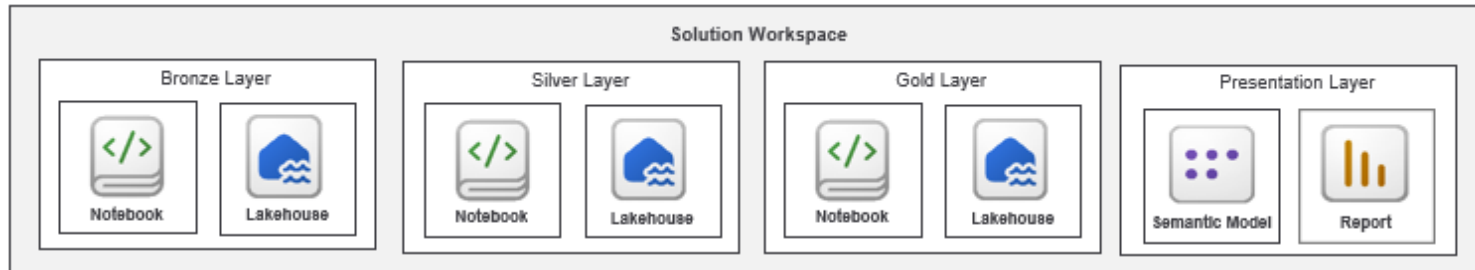 Solution Workspace
Bronze Layer
</>
Notebook
Lakehouse
Silver Layer
</>
Notebook
Lakehouse
Gold Layer
</>
Notebook
Lakehouse
Presentation Layer
Semantic Model
Report